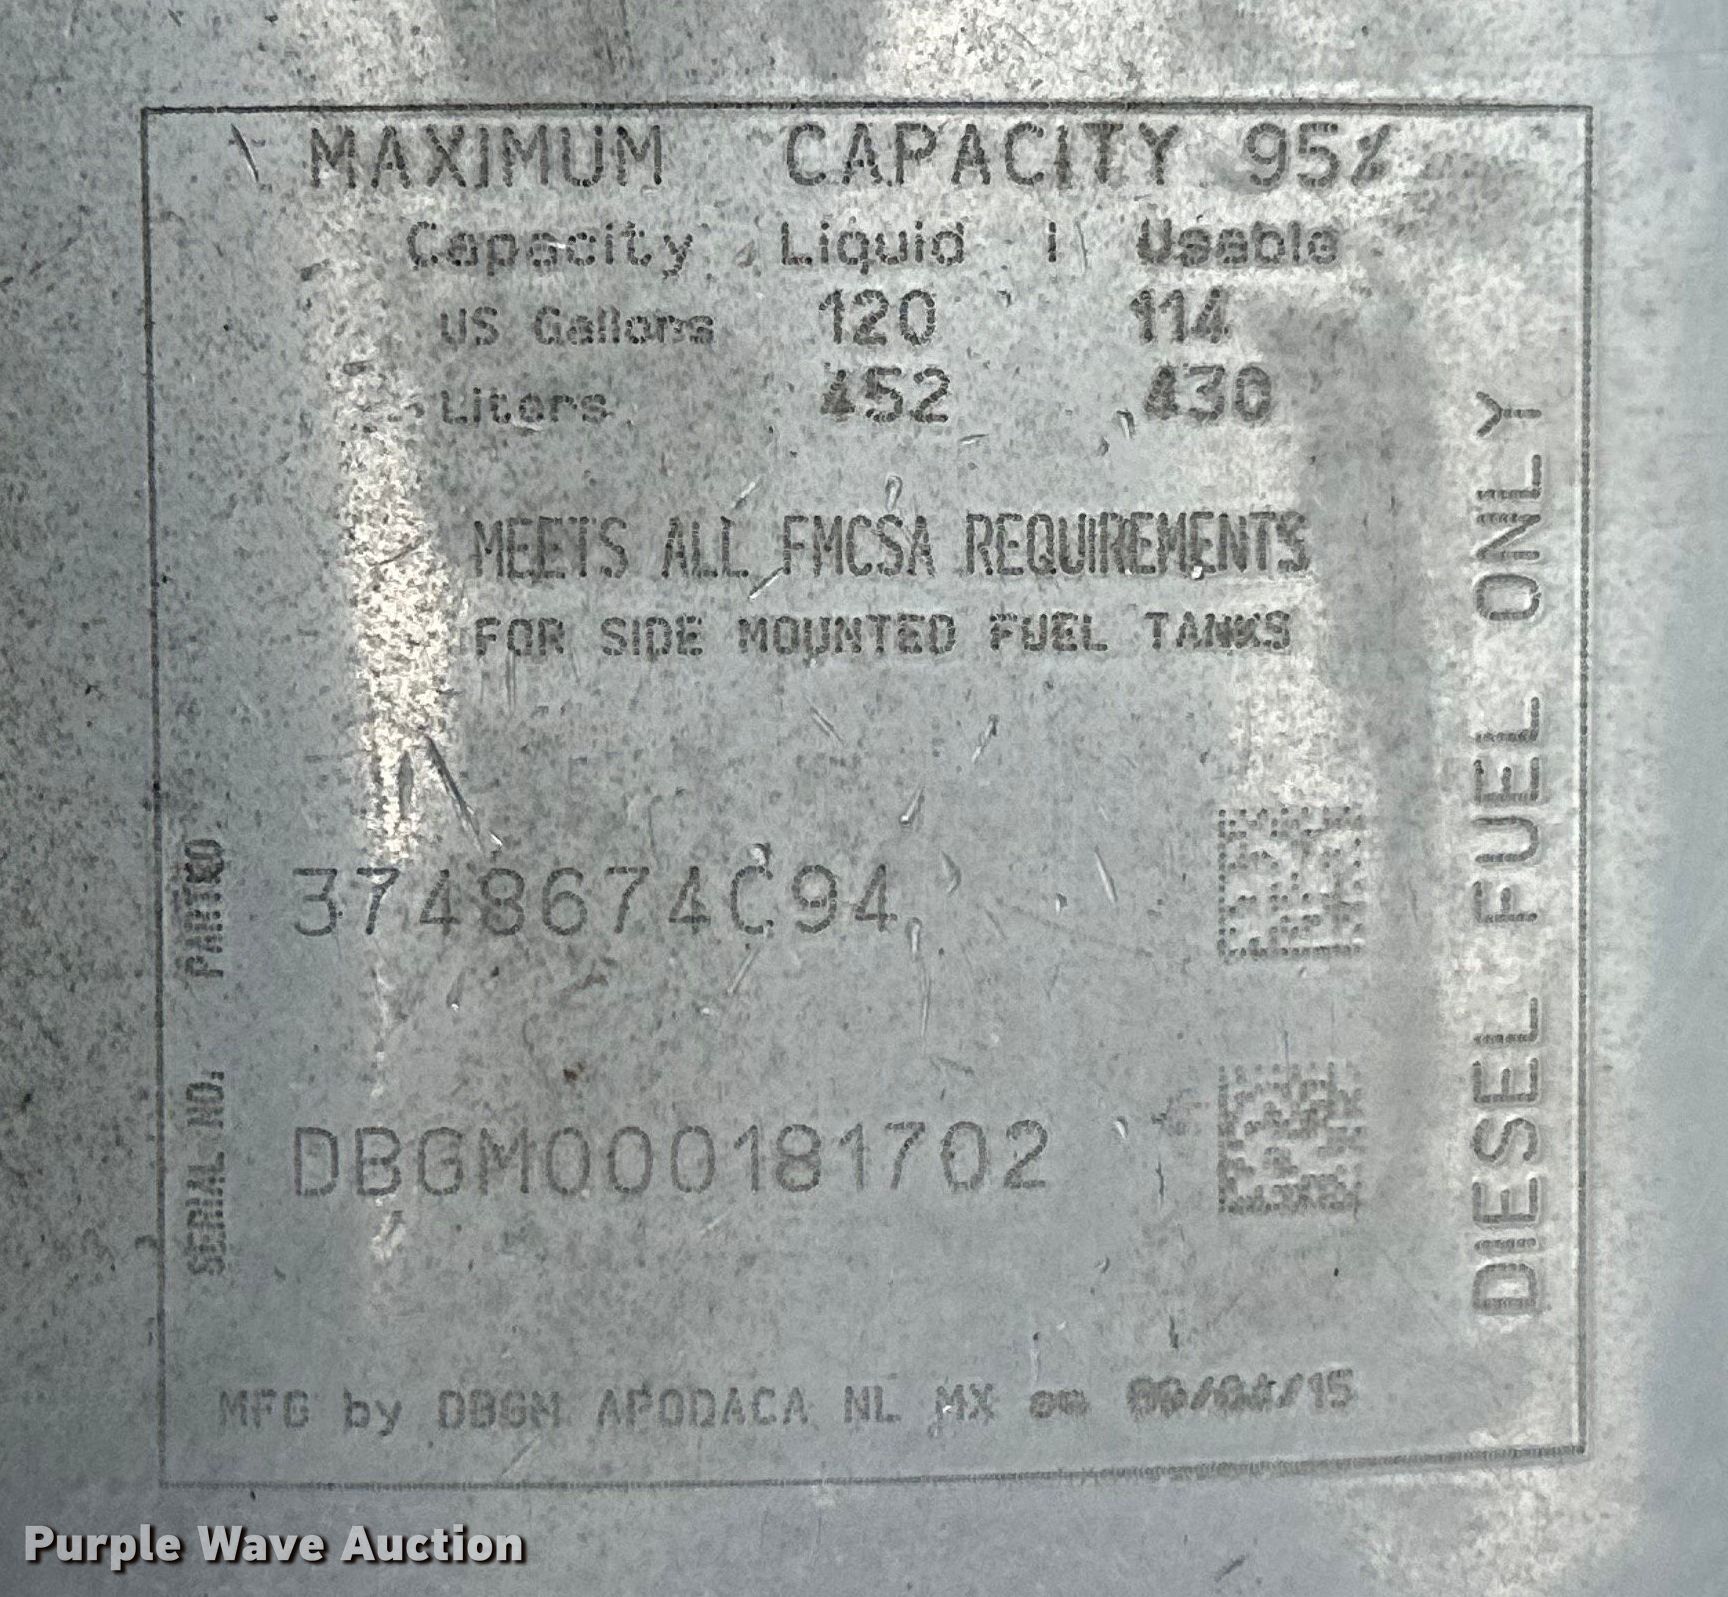 MAXIMUM CAPACITY 95%
Capacity Liquid | Usable
US Gallons 120 114
Liters 452 430
MEETS ALL FMCSA REQUIREMENTS
FOR SIDE MOUNTED FUEL TANKS
PARTNO
3748674C94
SERIAL NO:
DBGM000181702
MFG by DBGM APODACA NL MX on
DIESEL FUEL ONLY
Purple Wave Auction